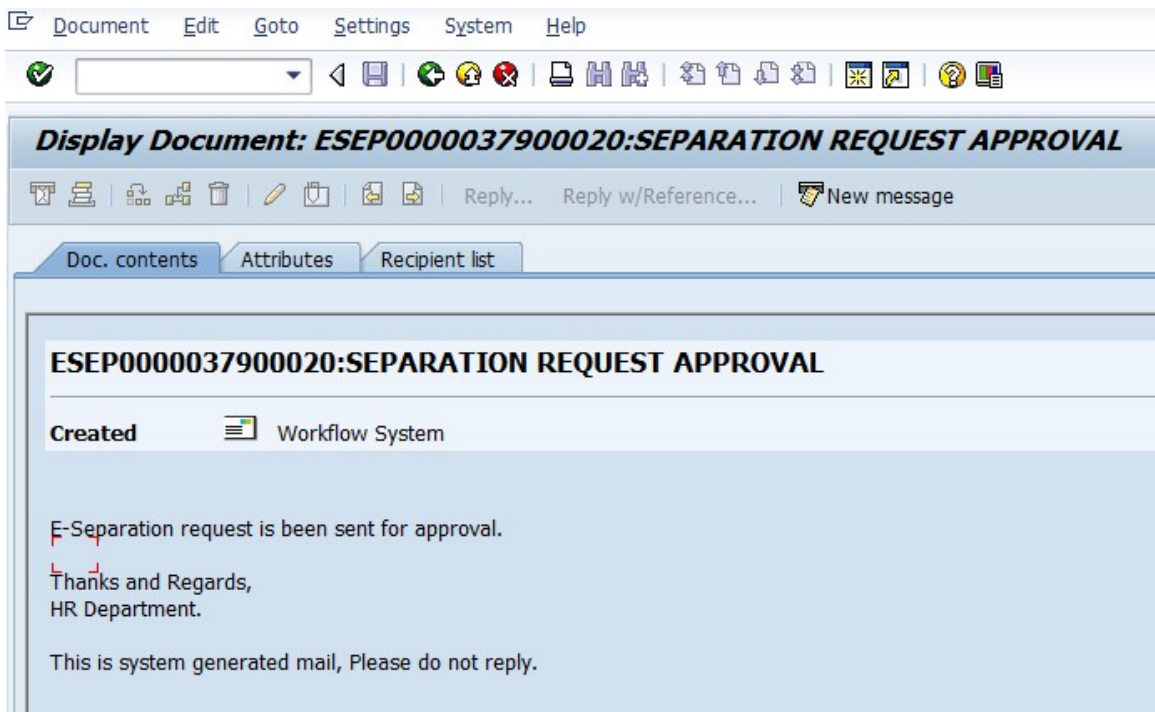 Document Edit Goto Settings System Help
Display Document: ESEP0000037900020:SEPARATION REQUEST APPROVAL
Reply... Reply w/Reference... New message
Doc. contents Attributes Recipient list
ESEP0000037900020:SEPARATION REQUEST APPROVAL
Created Workflow System
E-Separation request is been sent for approval.
Thanks and Regards,
HR Department.
This is system generated mail, Please do not reply.